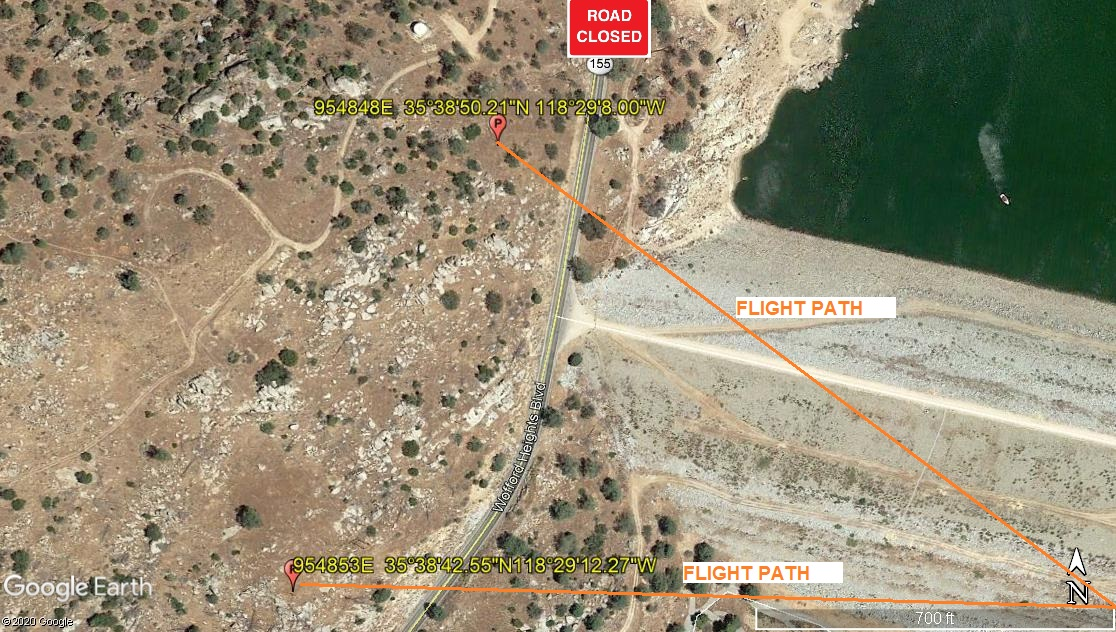 ROAD
CLOSED
155
954848E 35°38'50.21"N 118°29'8.00"W
P
FLIGHT PATH
Wofford Heights Blvd
954853E 35°38'42.55"N118°29'12.27"W
FLIGHT PATH
Google Earth
N
700 ft
©2020 Google